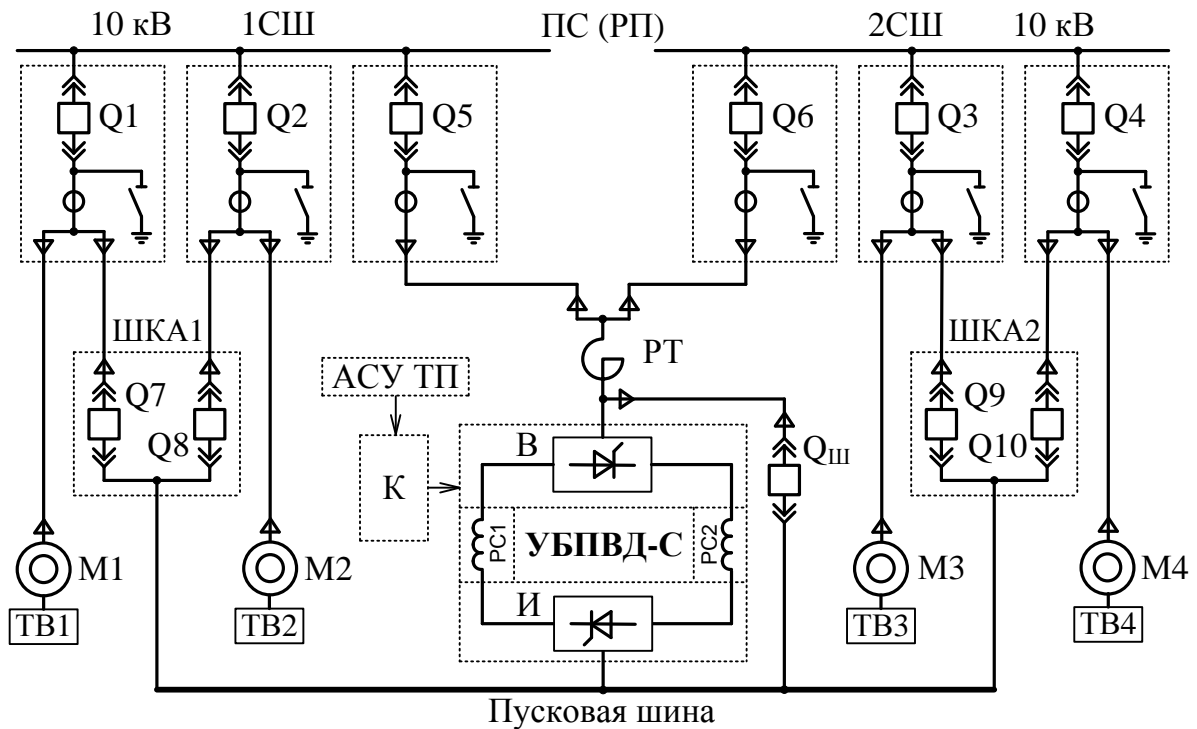 10 кВ 1СШ ПС (РП) 2СШ 10 кВ
Q1 Q2 Q5 Q6 Q3 Q4
ШКА1 РТ ШКА2
АСУ ТП
Q7 Q9
Q8 В QШ Q10
К
РС1 УБПВД-С РС2
М1 М2 М3 М4
И
ТВ1 ТВ2 ТВ3 ТВ4
Пусковая шина